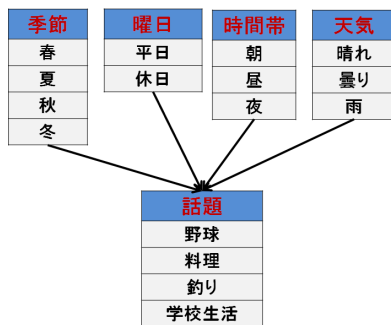 季節
春
夏
秋
冬
曜日
平日
休日
時間帯
朝
昼
夜
天気
晴れ
曇り
雨
話題
野球
料理
釣り
学校生活